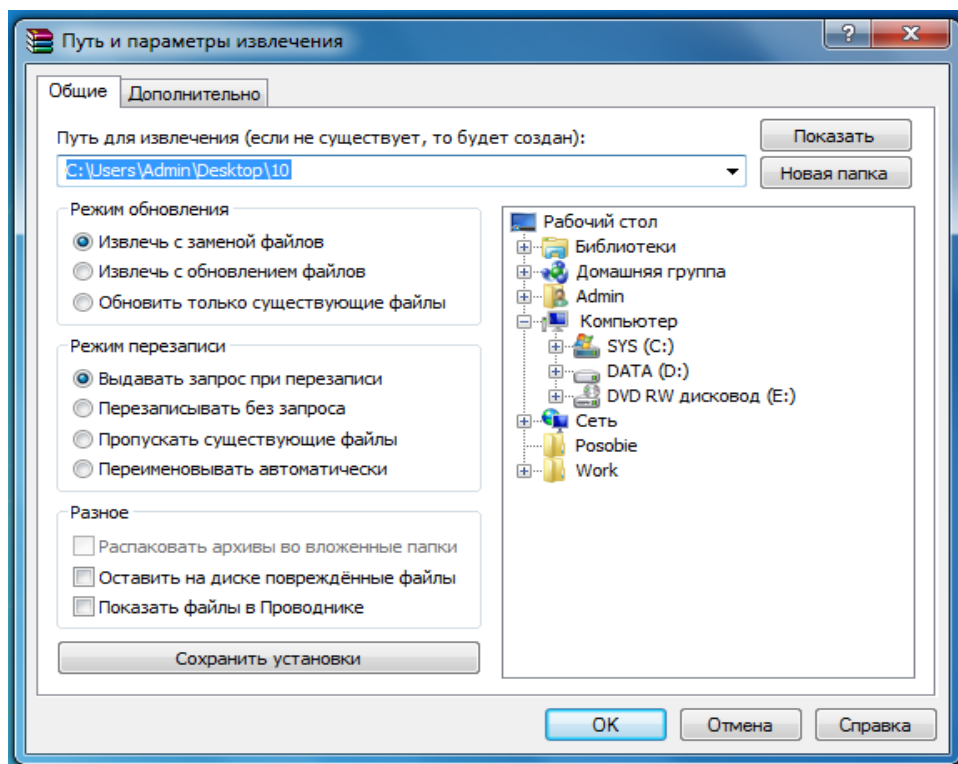 Путь и параметры извлечения
?
Общие
Дополнительно
Путь для извлечения (если не существует, то будет создан):
Показать
C:\Users\Admin\Desktop\10
Новая папка
Режим обновления
Извлечь с заменой файлов
Извлечь с обновлением файлов
Обновить только существующие файлы
Режим перезаписи
Выдавать запрос при перезаписи
Перезаписывать без запроса
Пропускать существующие файлы
Переименовывать автоматически
Разное
Распаковать архивы во вложенные папки
Оставить на диске повреждённые файлы
Показать файлы в Проводнике
Сохранить установки
Рабочий стол
Библиотеки
Домашняя группа
Admin
Компьютер
SYS (C:)
DATA (D:)
DVD RW дисковод (E:)
Сеть
Posobie
Work
OK
Отмена
Справка